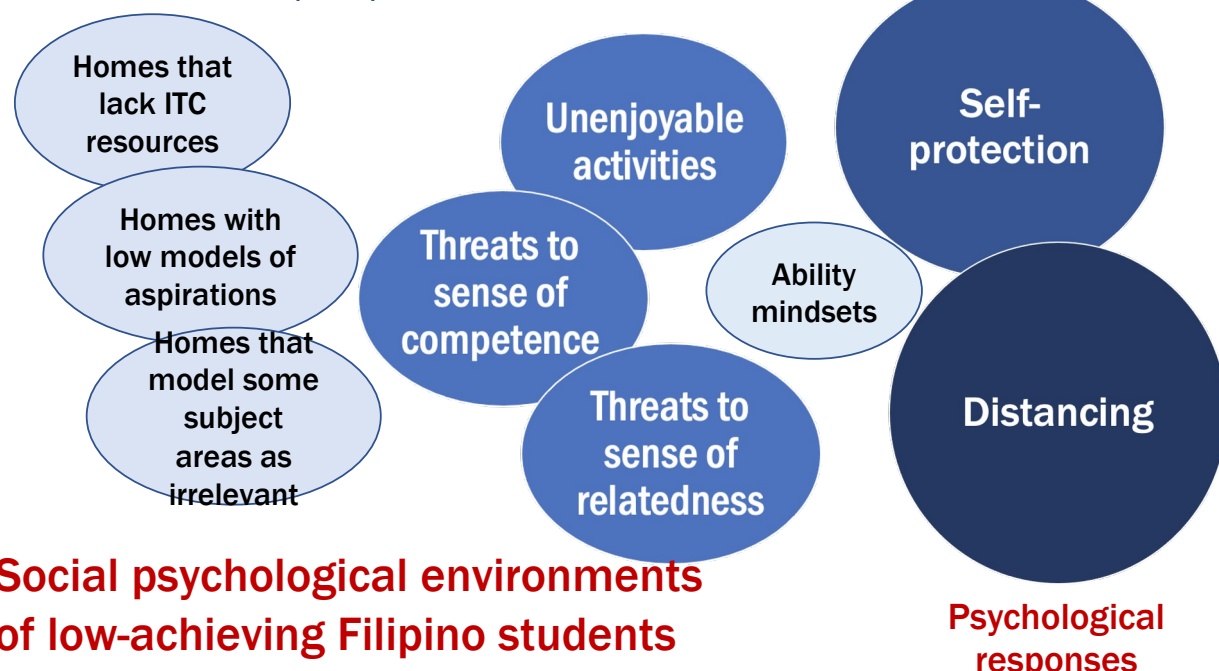 Homes that
lack ITC
resources
Homes with
low models of
aspirations
Homes that
model some
subject
areas as
irrelevant
Unenjoyable
activities
Threats to
sense of
competence
Threats to
sense of
relatedness
Ability
mindsets
Self-
protection
Distancing
Social psychological environments
of low-achieving Filipino students
Psychological
responses